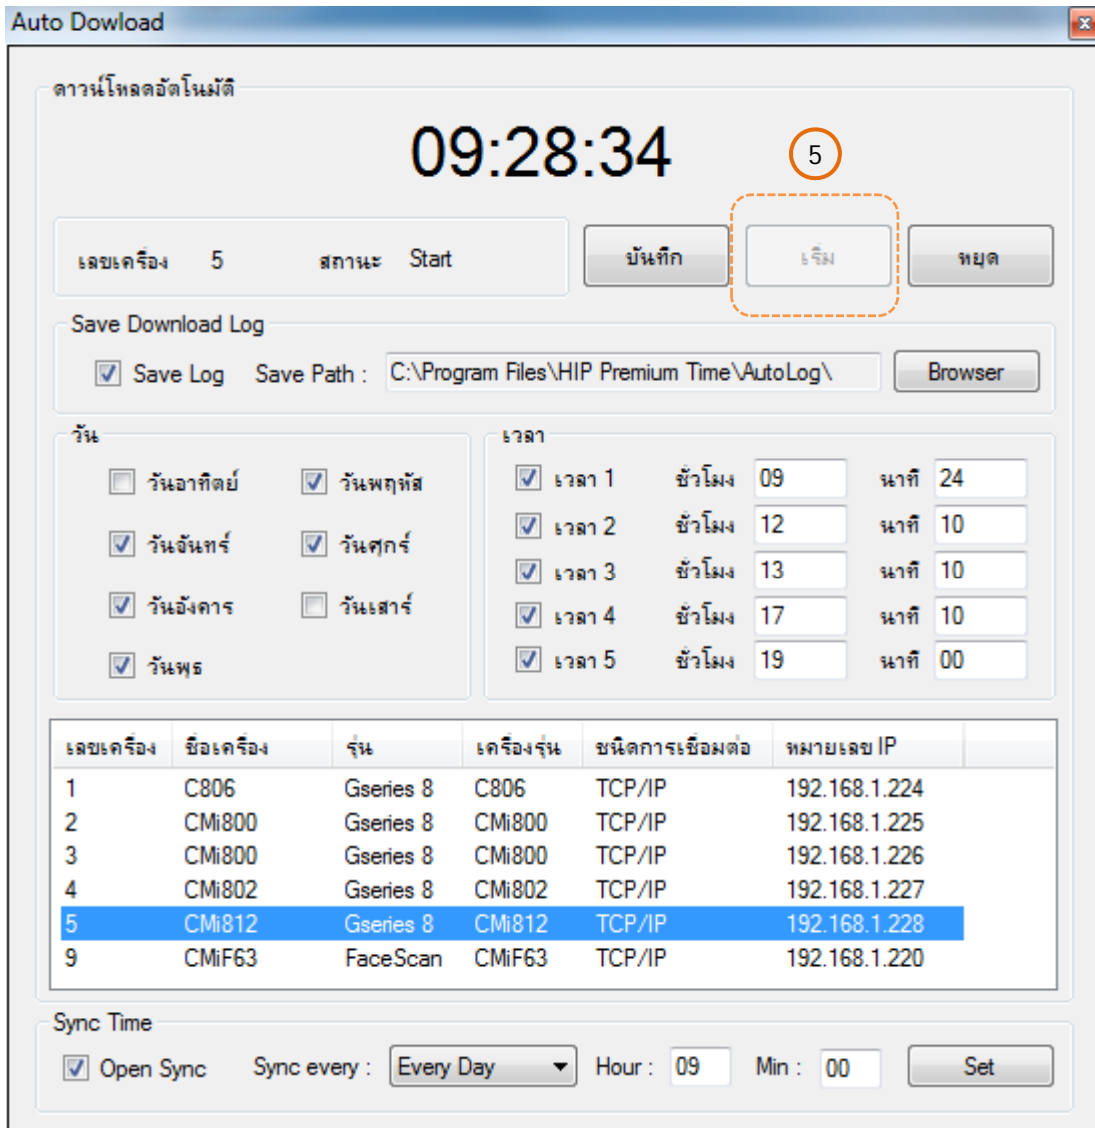 Auto Dowload
ดาวน์โหลดอัตโนมัติ
09:28:34
5
เลขเครื่อง 5 สถานะ Start บันทึก เริ่ม หยุด
Save Download Log
Save Log Save Path : C:\Program Files\HIP Premium Time\AutoLog\ Browser
วัน
วันอาทิตย์ วันพฤหัส
วันจันทร์ วันศุกร์
วันอังคาร วันเสาร์
วันพุธ
เวลา
เวลา 1 ชั่วโมง 09 นาที 24
เวลา 2 ชั่วโมง 12 นาที 10
เวลา 3 ชั่วโมง 13 นาที 10
เวลา 4 ชั่วโมง 17 นาที 10
เวลา 5 ชั่วโมง 19 นาที 00
เลขเครื่อง ชื่อเครื่อง รุ่น เครื่องรุ่น ชนิดการเชื่อมต่อ หมายเลข IP
1 C806 Gseries 8 C806 TCP/IP 192.168.1.224
2 CMi800 Gseries 8 CMi800 TCP/IP 192.168.1.225
3 CMi800 Gseries 8 CMi800 TCP/IP 192.168.1.226
4 CMi802 Gseries 8 CMi802 TCP/IP 192.168.1.227
5 CMi812 Gseries 8 CMi812 TCP/IP 192.168.1.228
9 CMiF63 FaceScan CMiF63 TCP/IP 192.168.1.220
Sync Time
Open Sync Sync every : Every Day Hour : 09 Min : 00 Set